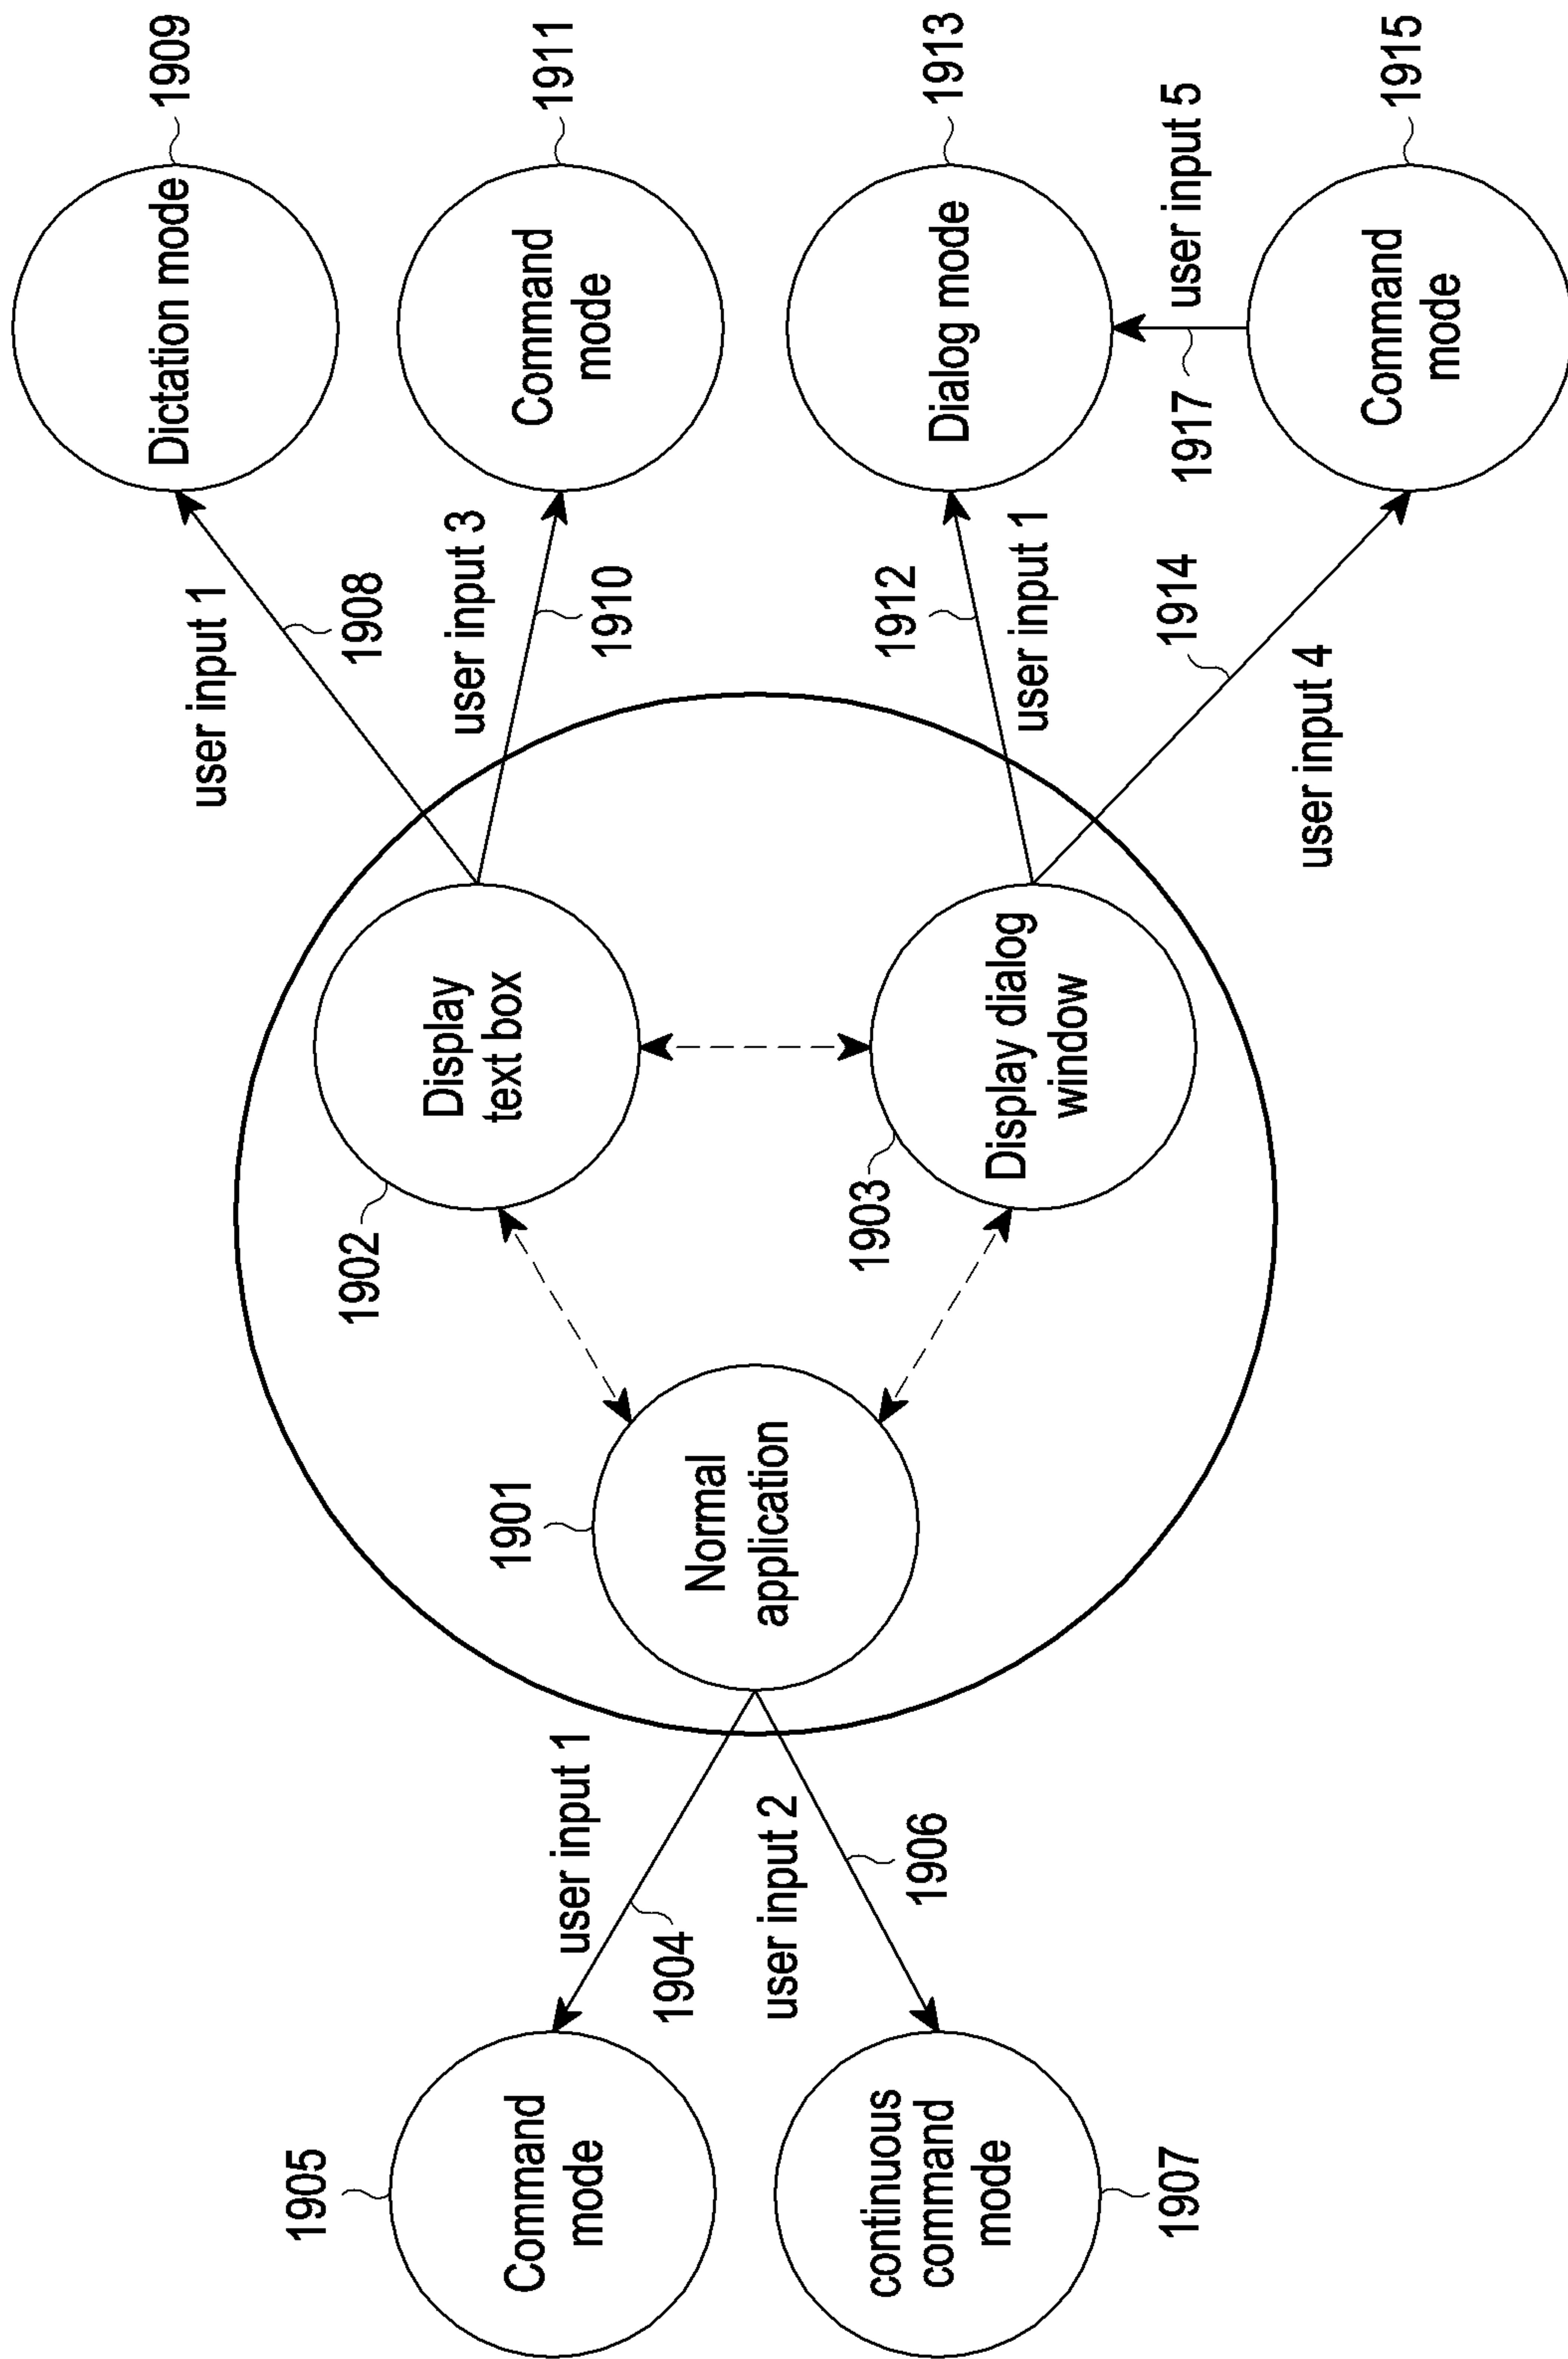 1905
Command
mode
user input 1
1904
continuous
command
mode
1907
user input 2
1906
1901
Normal
application
1902
Display
text box
1903
Display dialog
window
user input 1
1908
Dictation mode
1909
user input 3
1910
Command
mode
1911
1912
user input 1
Dialog mode
1913
1914
user input 4
1917
user input 5
Command
mode
1915